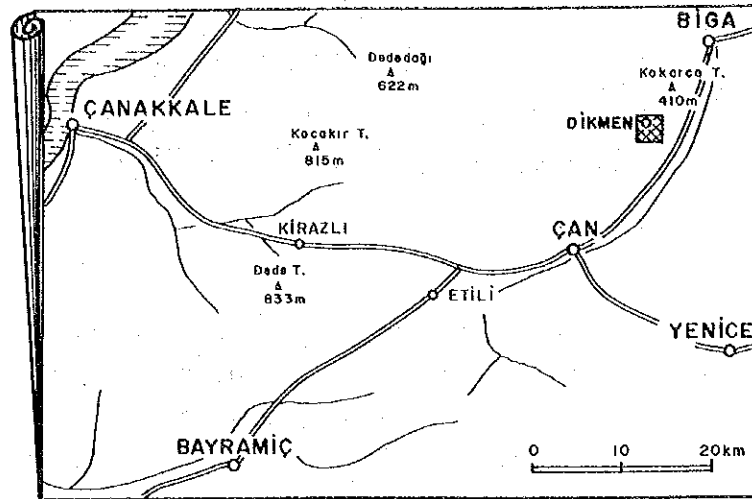 BİGA
Dededağı
622m
Kakarca T.
410m
ÇANAKKALE
DİKMEN
Kocakır T.
815m
KİRAZLI
ÇAN
Dede T.
833m
ETİLİ
YENİCE
BAYRAMİÇ
0 10 20km